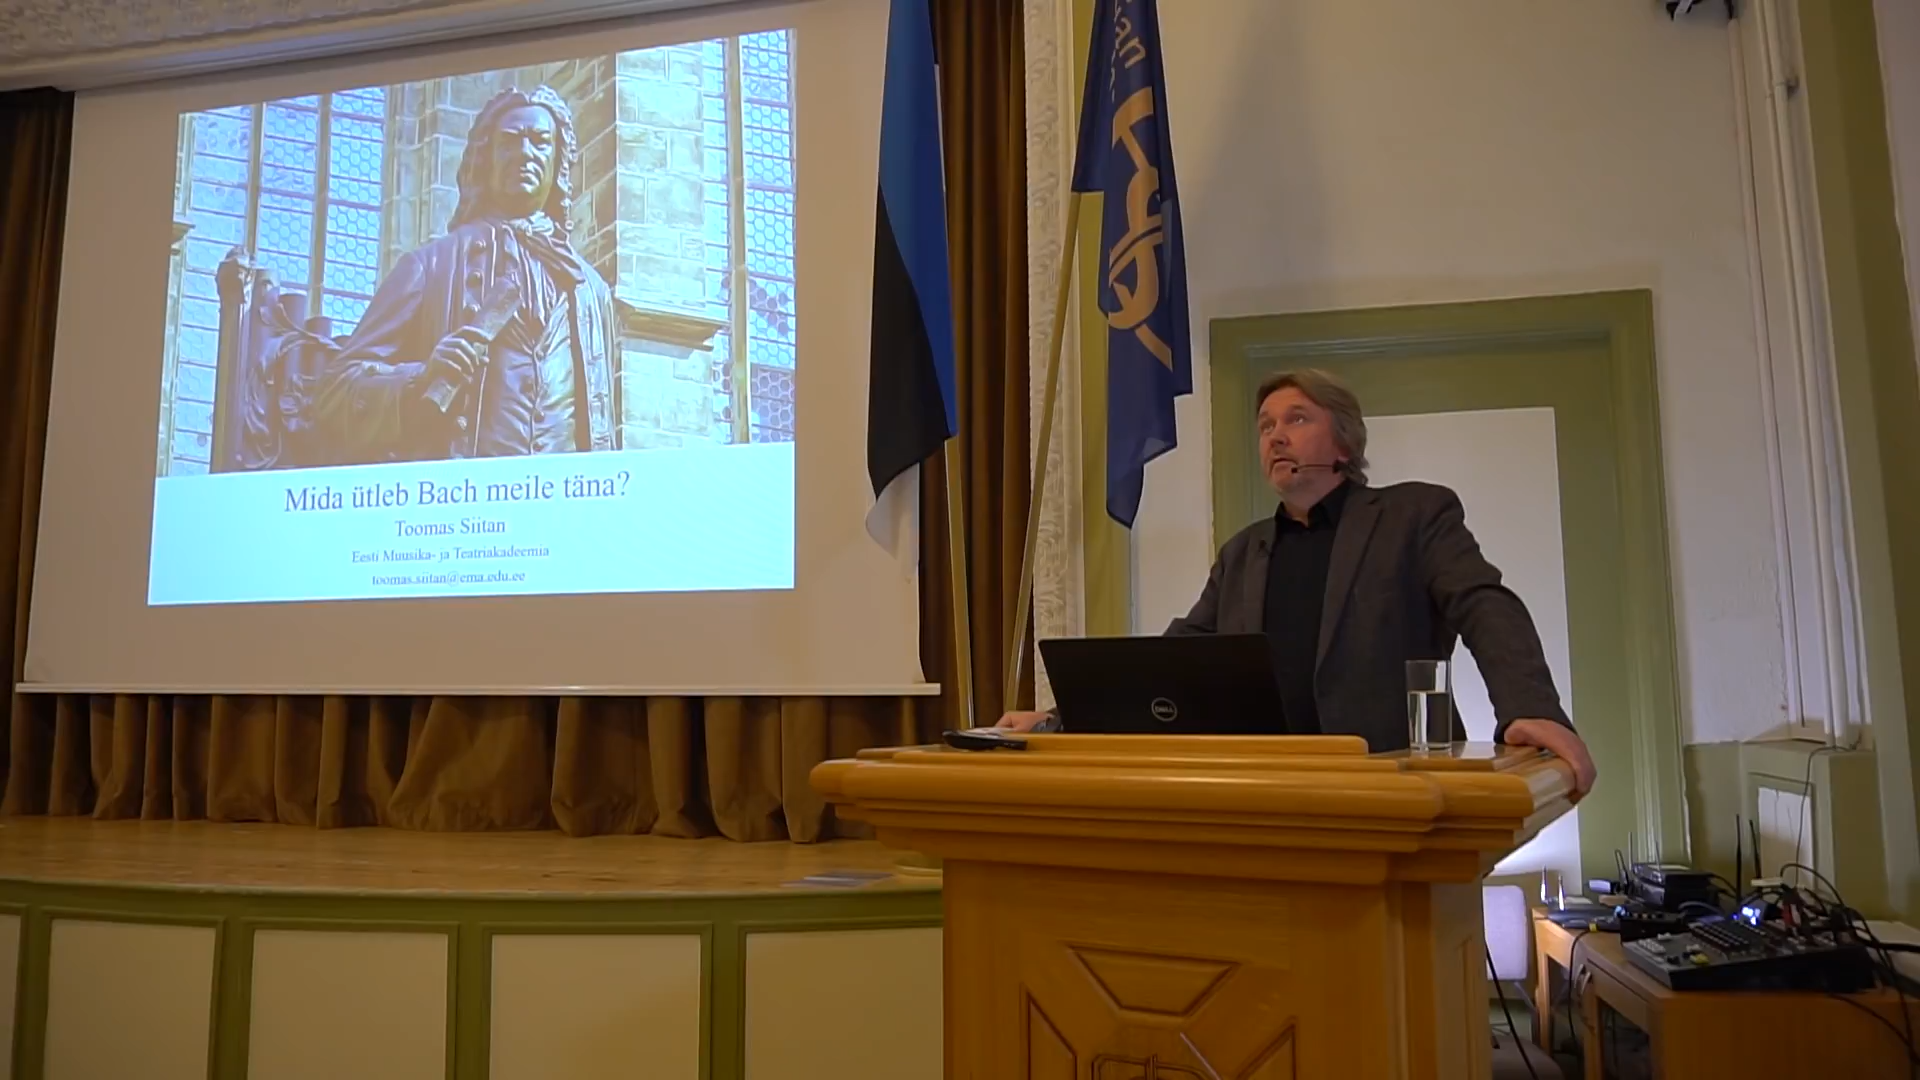 Mida ütleb Bach meile täna?
Toomas Siitan
Eesti Muusika- ja Teatriakadeemia
toomas.siitan@ema.edu.ee
DELL